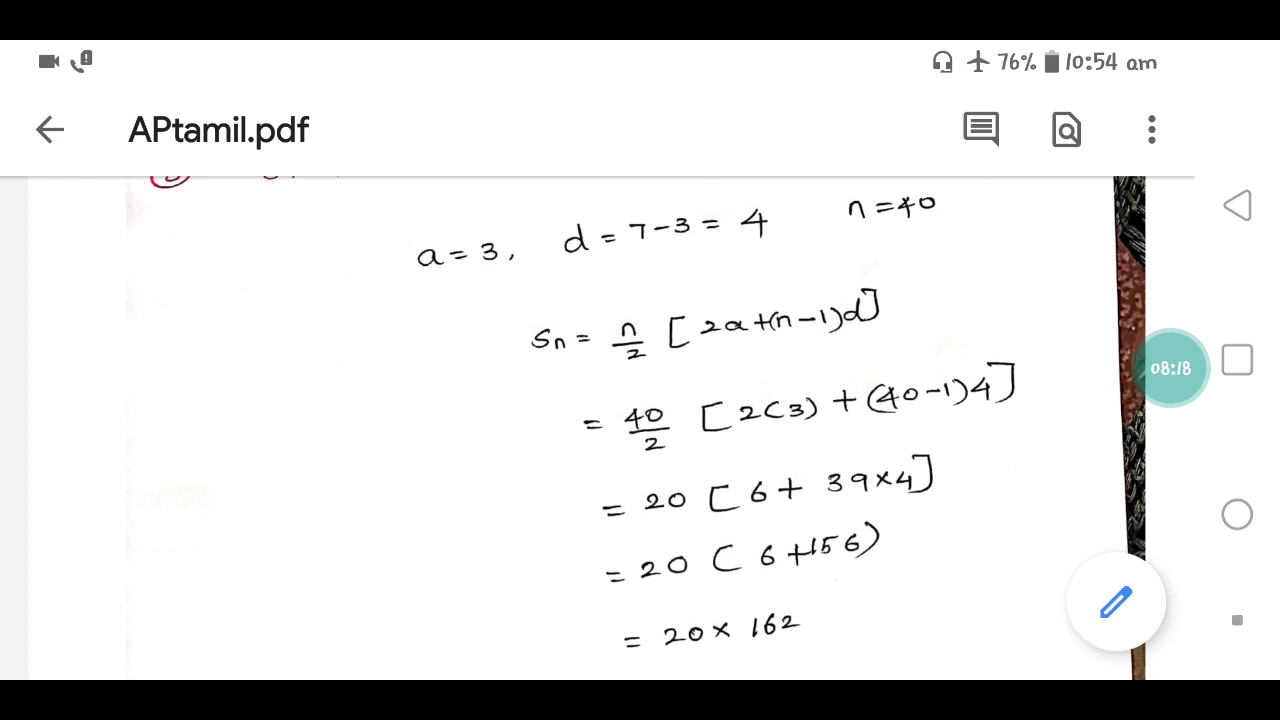 76% 10:54 am
APtamil.pdf
a = 3, d = 7 - 3 = 4 n = 40
Sn = n/2 [ 2a + (n - 1)d]
= 40/2 [ 2(3) + (40 - 1)4]
08:18
= 20 [ 6 + 39 × 4]
= 20 ( 6 + 156)
= 20 × 162